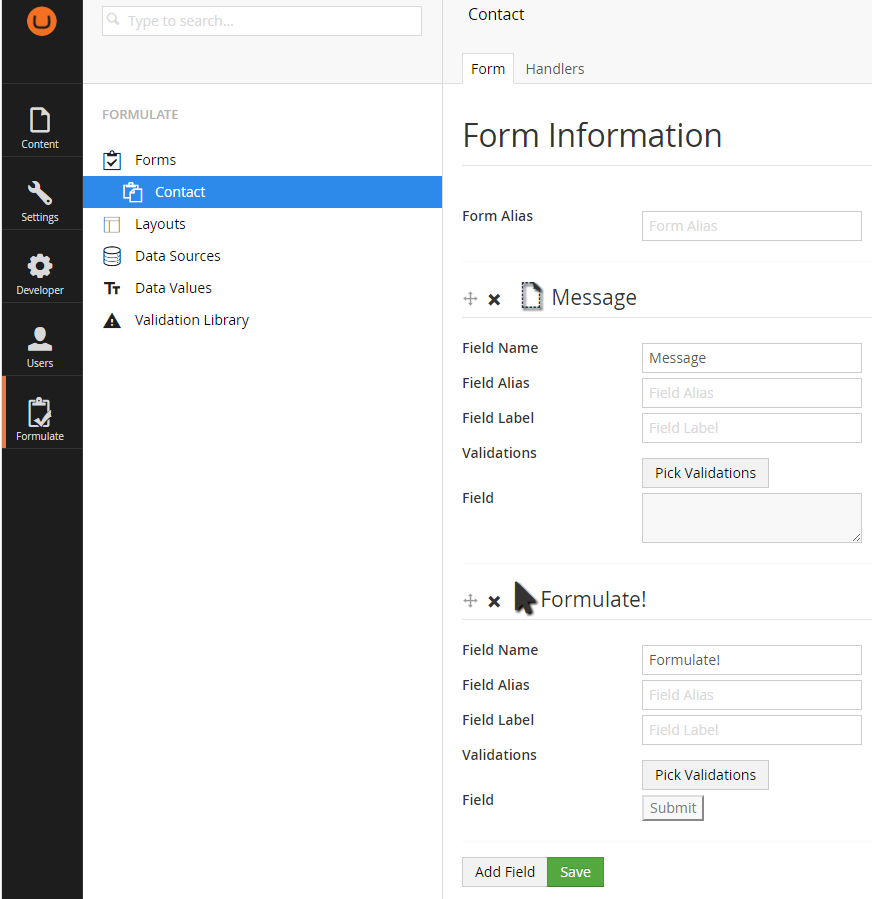 Type to search...
Content
Settings
Developer
Users
Formulate
FORMULATE
Forms
Contact
Layouts
Data Sources
Data Values
Validation Library
Contact
Form Handlers
Form Information
Form Alias Form Alias
Message
Field Name Message
Field Alias Field Alias
Field Label Field Label
Validations
Pick Validations
Field
Formulate!
Field Name Formulate!
Field Alias Field Alias
Field Label Field Label
Validations
Pick Validations
Field Submit
Add Field Save